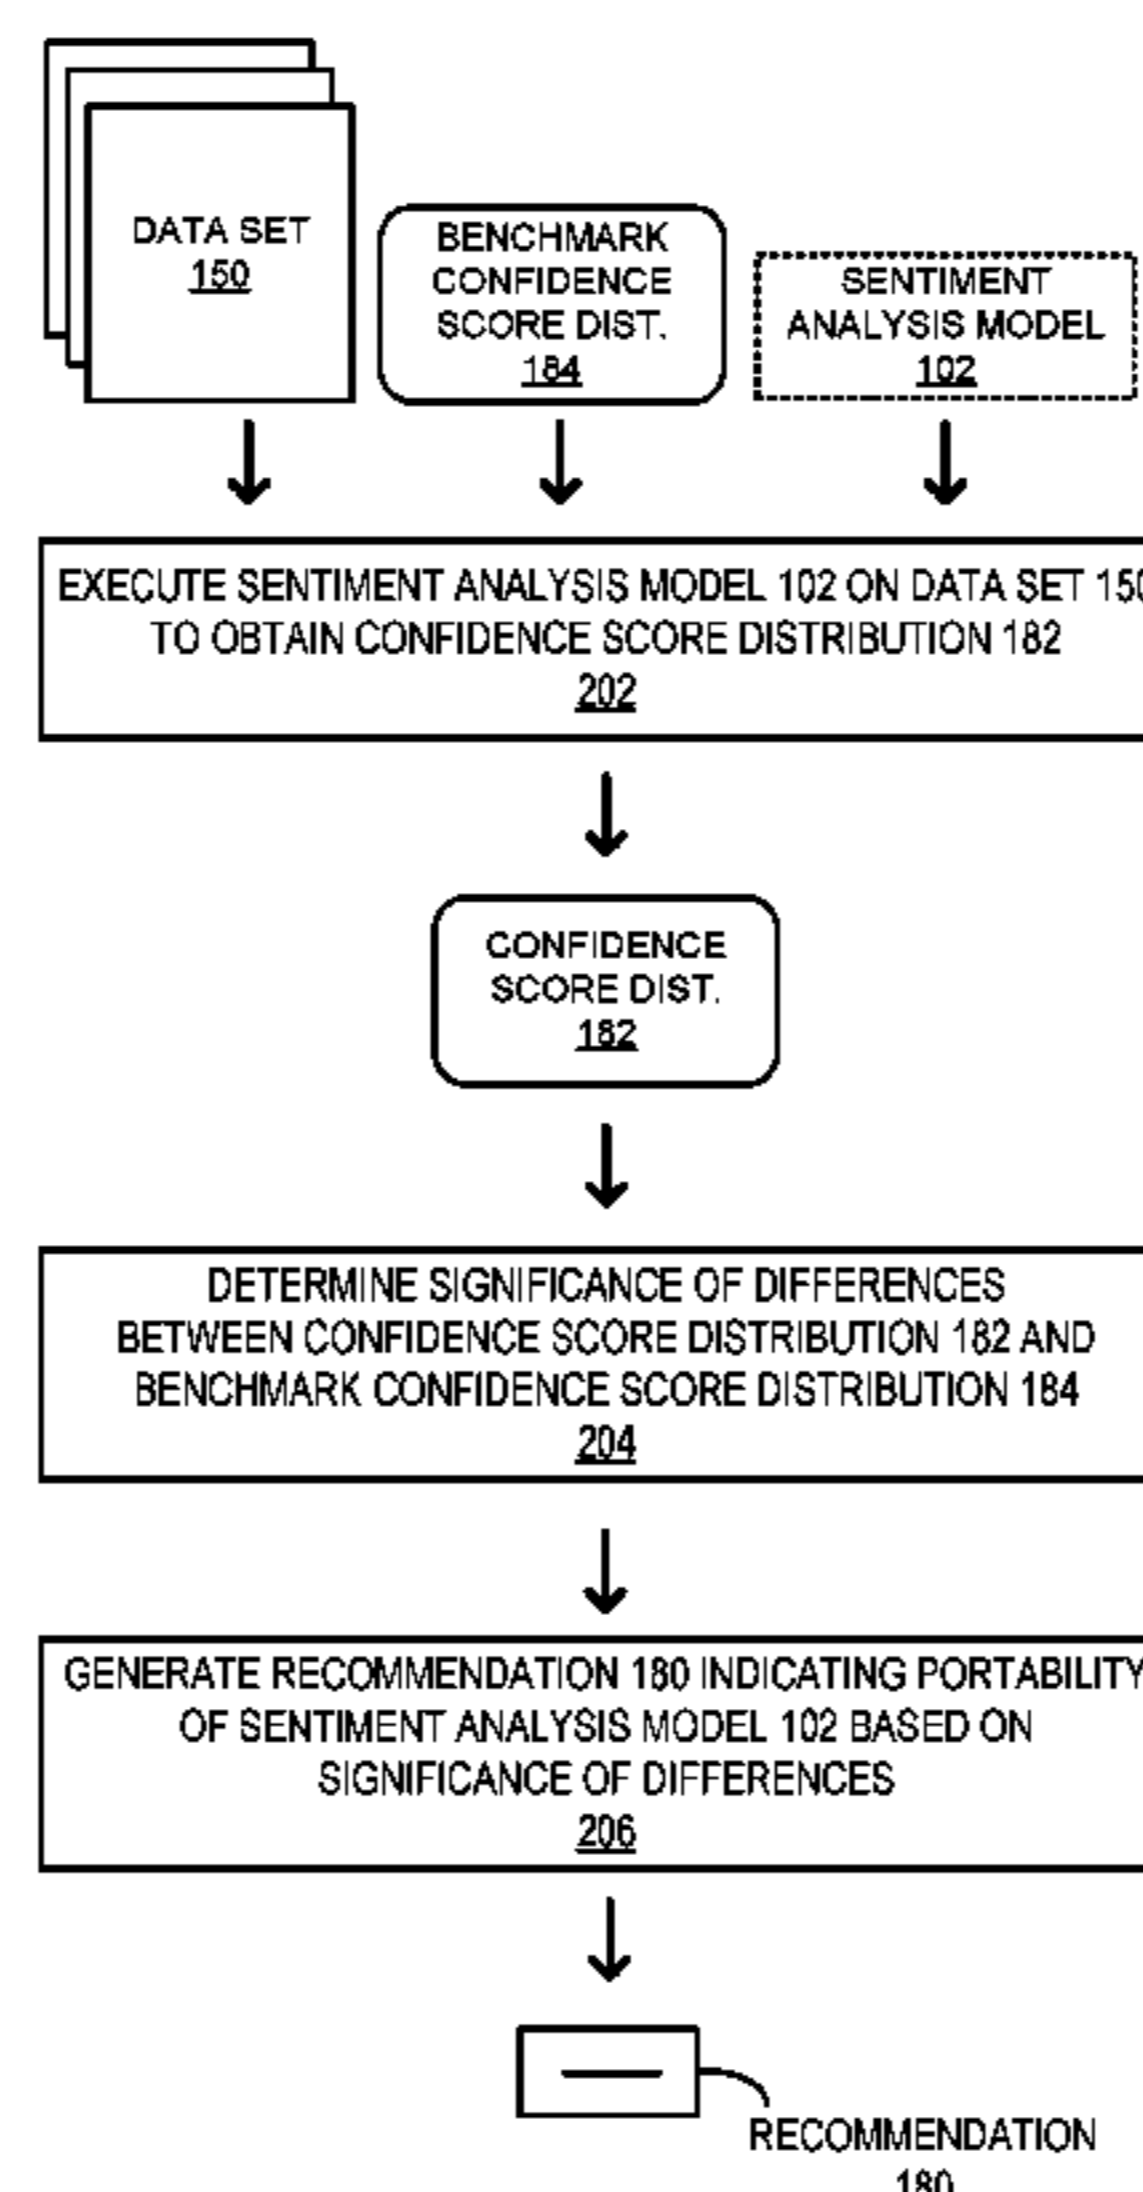 DATA SET
150
BENCHMARK
CONFIDENCE
SCORE DIST.
184
SENTIMENT
ANALYSIS MODEL
102
EXECUTE SENTIMENT ANALYSIS MODEL 102 ON DATA SET 150
TO OBTAIN CONFIDENCE SCORE DISTRIBUTION 182
202
CONFIDENCE
SCORE DIST.
182
DETERMINE SIGNIFICANCE OF DIFFERENCES
BETWEEN CONFIDENCE SCORE DISTRIBUTION 182 AND
BENCHMARK CONFIDENCE SCORE DISTRIBUTION 184
204
GENERATE RECOMMENDATION 180 INDICATING PORTABILITY
OF SENTIMENT ANALYSIS MODEL 102 BASED ON
SIGNIFICANCE OF DIFFERENCES
206
RECOMMENDATION
180